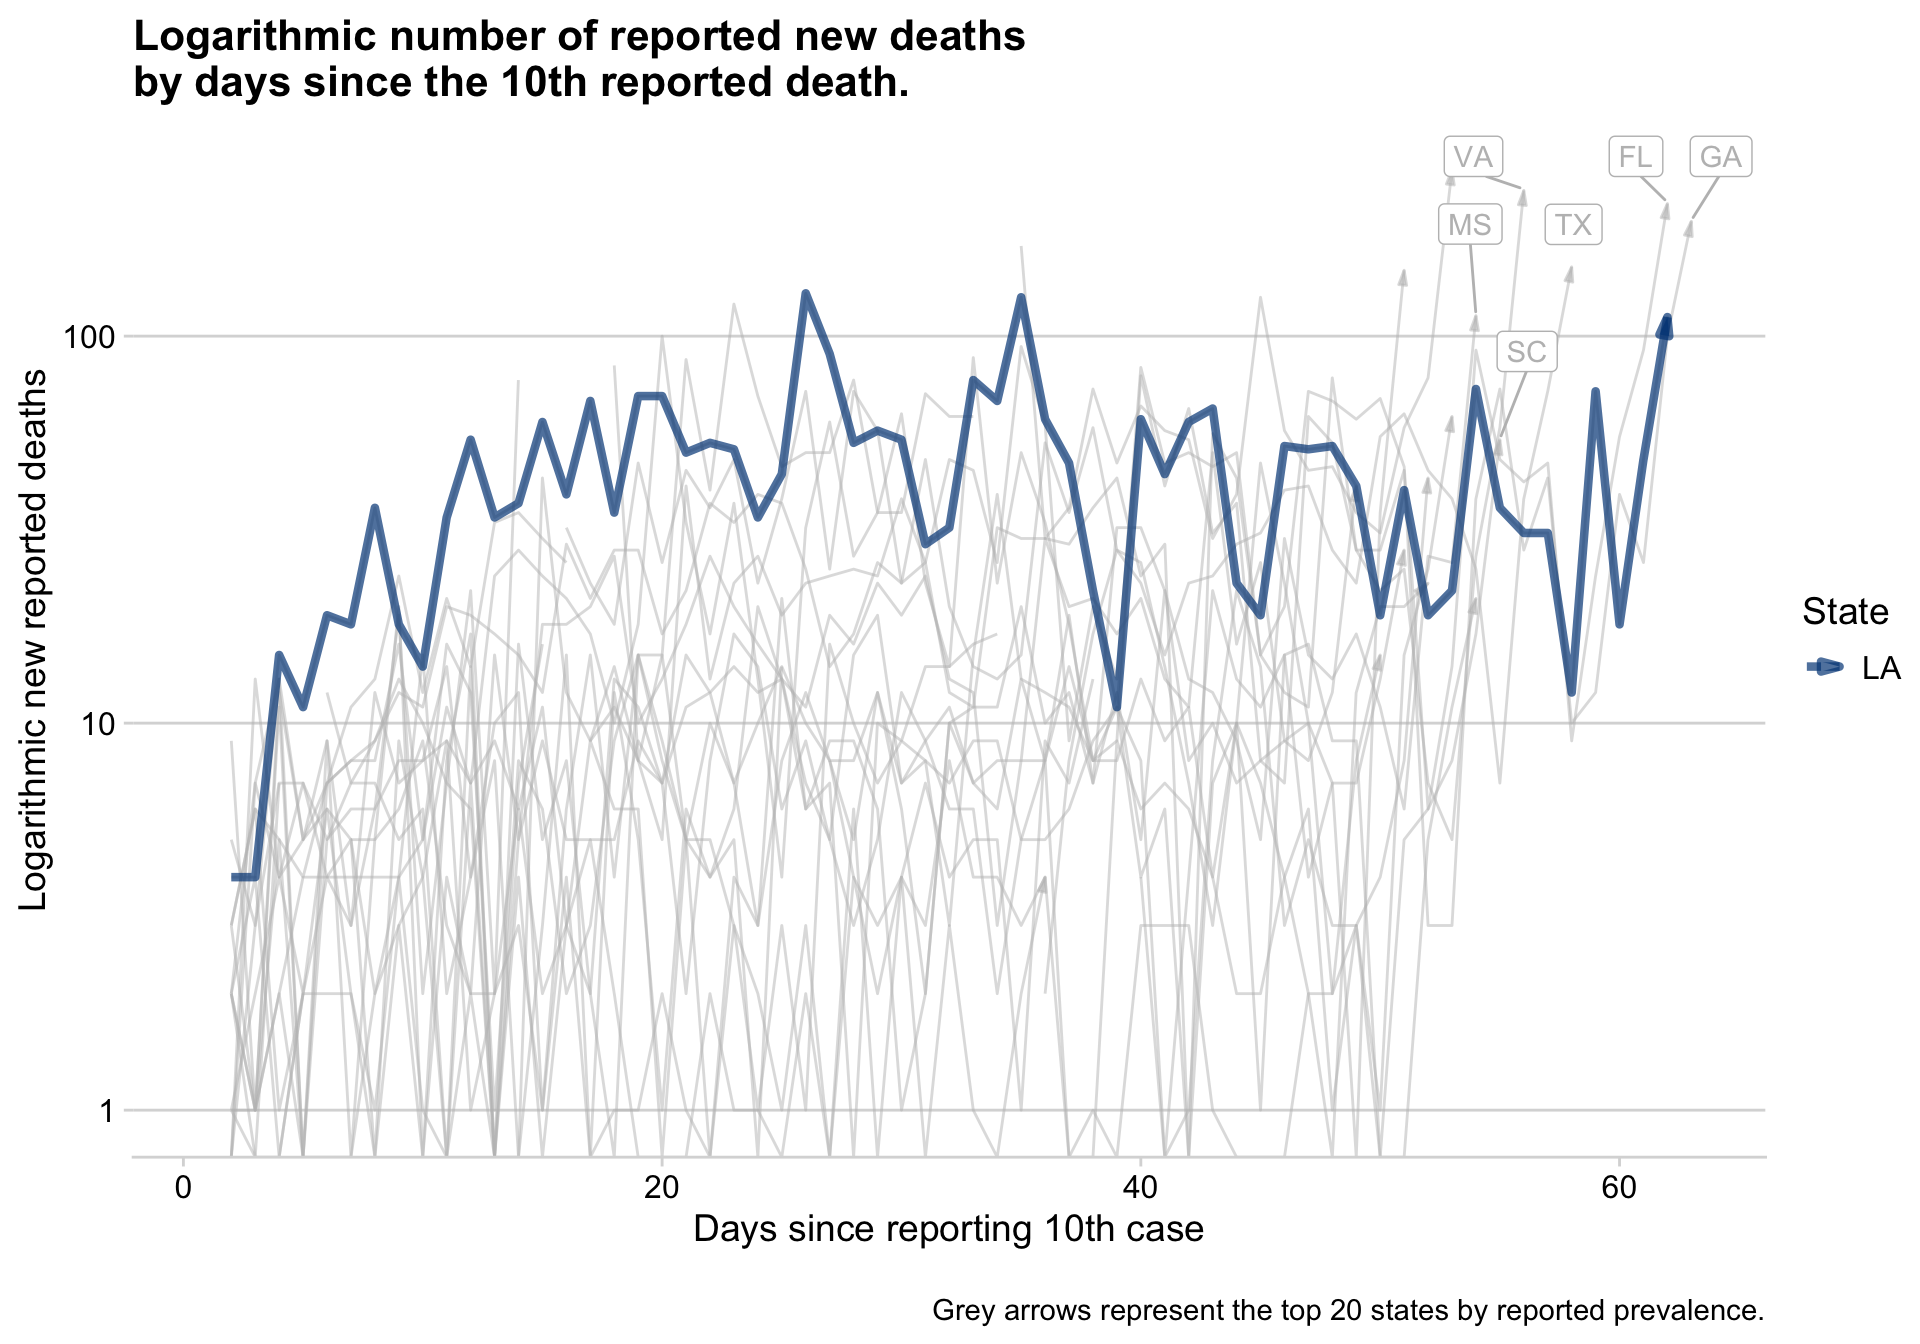 Logarithmic number of reported new deaths
by days since the 10th reported death.
VA
FL
GA
MS
TX
SC
100
10
1
Logarithmic new reported deaths
State
LA
0
20
40
60
Days since reporting 10th case
Grey arrows represent the top 20 states by reported prevalence.